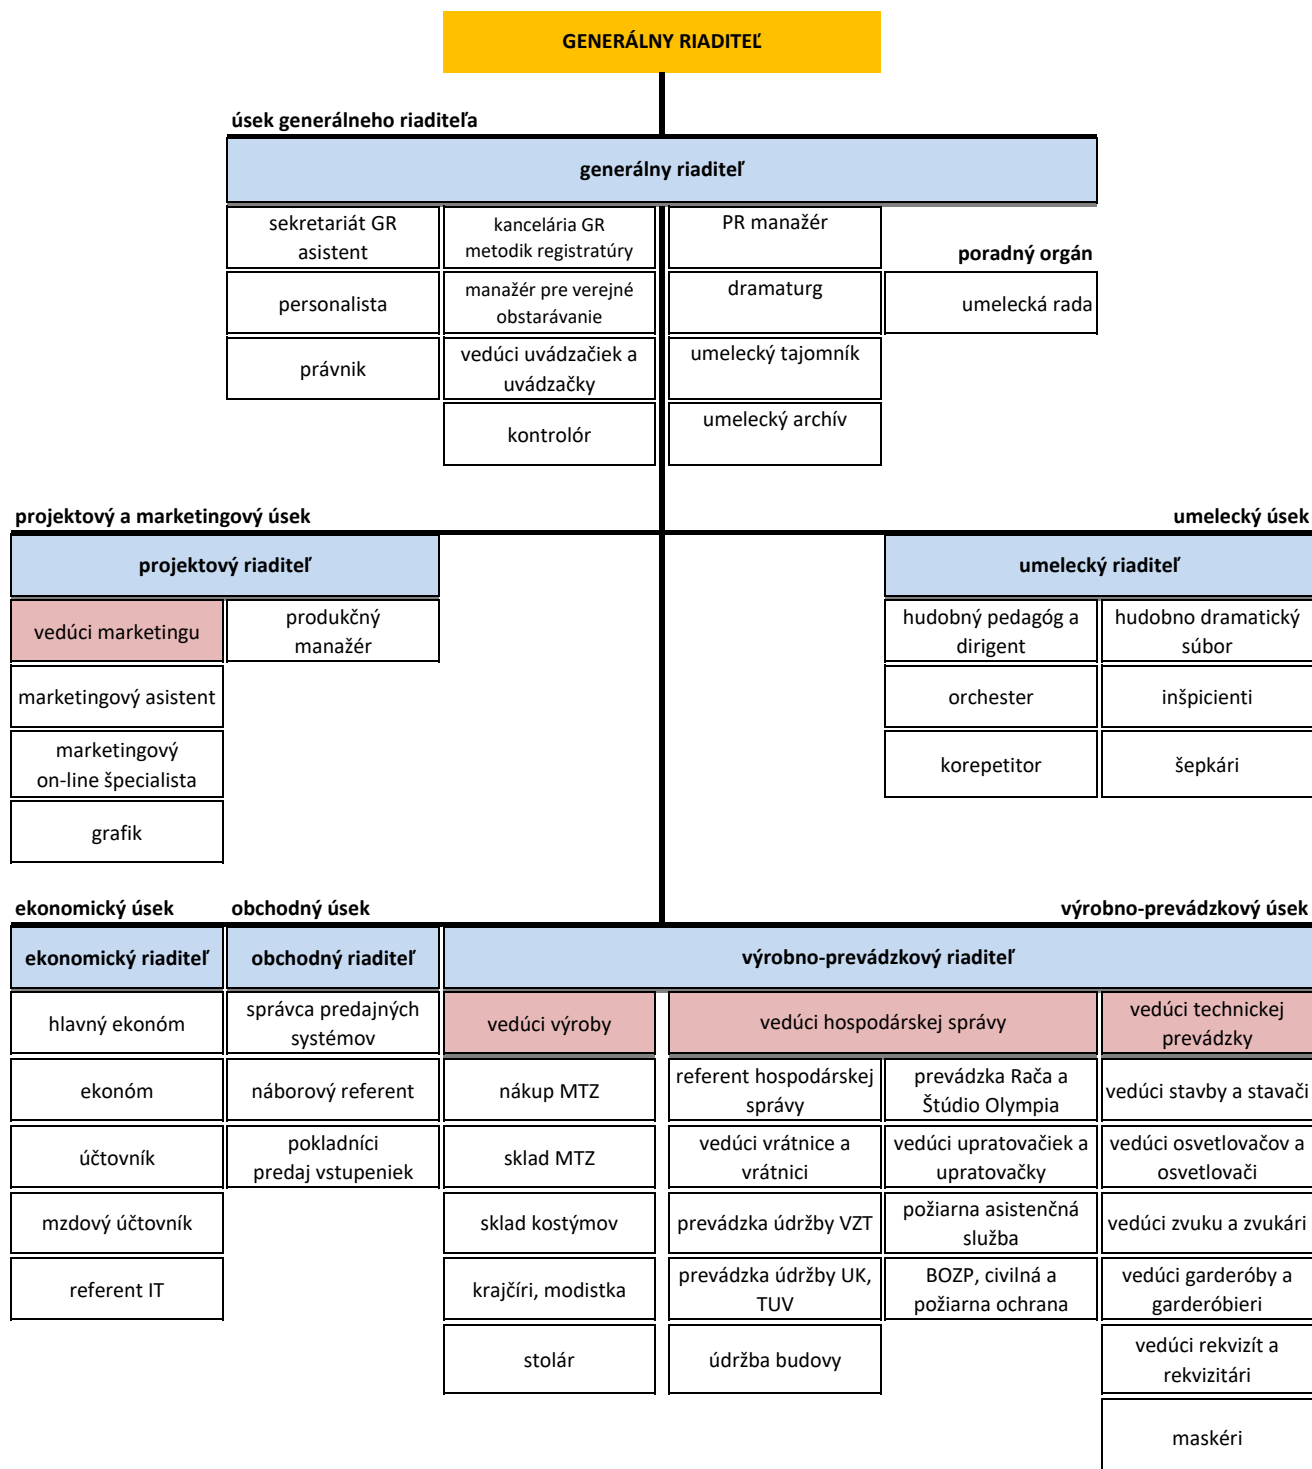 GENERÁLNY RIADITEĽ
úsek generálneho riaditeľa
generálny riaditeľ
sekretariát GR
asistent
kancelária GR
metodik registratúry
PR manažér
poradný orgán
personalista
manažér pre verejné
obstarávanie
dramaturg
umelecká rada
právnik
vedúci uvádzačiek a
uvádzačky
umelecký tajomník
kontrolór
umelecký archív
projektový a marketingový úsek
umelecký úsek
projektový riaditeľ
umelecký riaditeľ
vedúci marketingu
produkčný
manažér
hudobný pedagóg a
dirigent
hudobno dramatický
súbor
marketingový asistent
orchester
inšpicienti
marketingový
on-line špecialista
korepetitor
šepkári
grafik
ekonomický úsek
obchodný úsek
výrobno-prevádzkový úsek
ekonomický riaditeľ
obchodný riaditeľ
výrobno-prevádzkový riaditeľ
hlavný ekonóm
správca predajných
systémov
vedúci výroby
vedúci hospodárskej správy
vedúci technickej
prevádzky
ekonóm
náborový referent
nákup MTZ
referent hospodárskej
správy
prevádzka Rača a
Štúdio Olympia
vedúci stavby a stavači
účtovník
pokladníci
predaj vstupeniek
sklad MTZ
vedúci vrátnice a
vrátnici
vedúci upratovačiek a
upratovačky
vedúci osvetlovačov a
osvetlovači
mzdový účtovník
sklad kostýmov
prevádzka údržby VZT
požiarna asistenčná
služba
vedúci zvuku a zvukári
referent IT
krajčíri, modistka
prevádzka údržby UK,
TUV
BOZP, civilná a
požiarna ochrana
vedúci garderóby a
garderóbieri
stolár
údržba budovy
vedúci rekvizít a
rekvizitári
maskéri